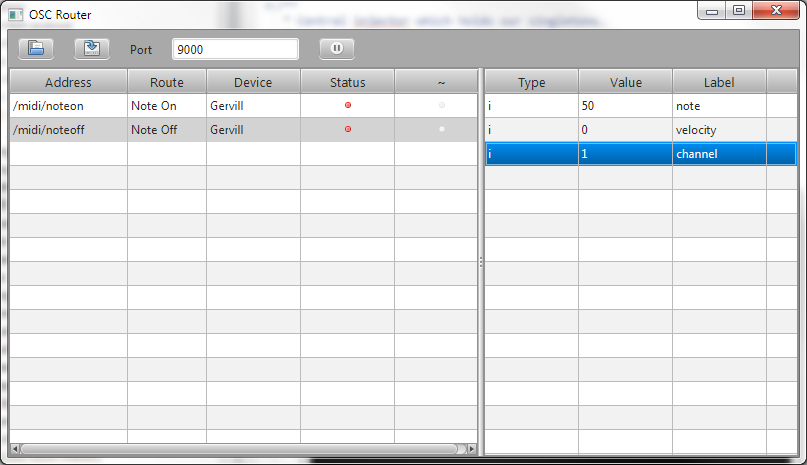 OSC Router
Port 9000
Address Route Device Status ~ Type Value Label
/midi/noteon Note On Gervill i 50 note
/midi/noteoff Note Off Gervill i 0 velocity
i 1 channel